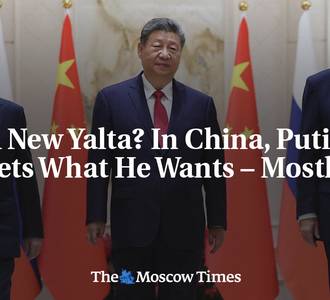 New Yalta? In China, Puti
ets What He Wants – Mostl
The Moscow Times